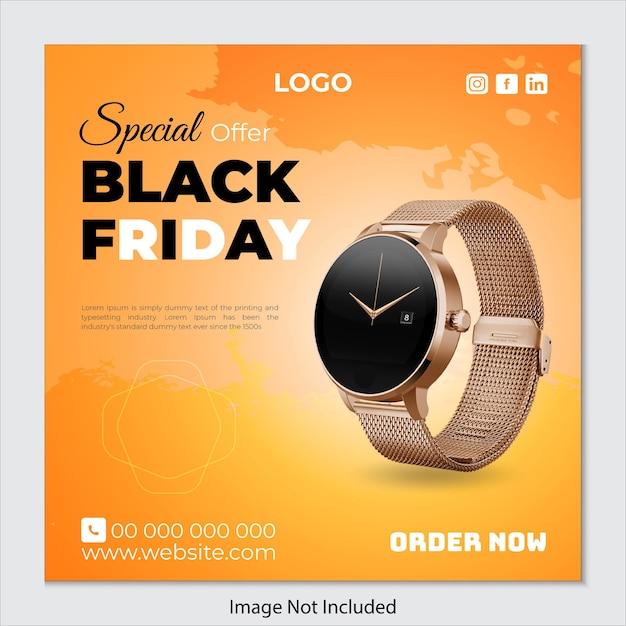 LOGO
Special Offer
BLACK
FRIDAY
Lorem Ipsum is simply dummy text of the printing
and typesetting industry. Lorem Ipsum has been the
industry's standard dummy text ever since the 1500s
8
00 000 000 000
www.website.com
ORDER NOW
Image Not Included